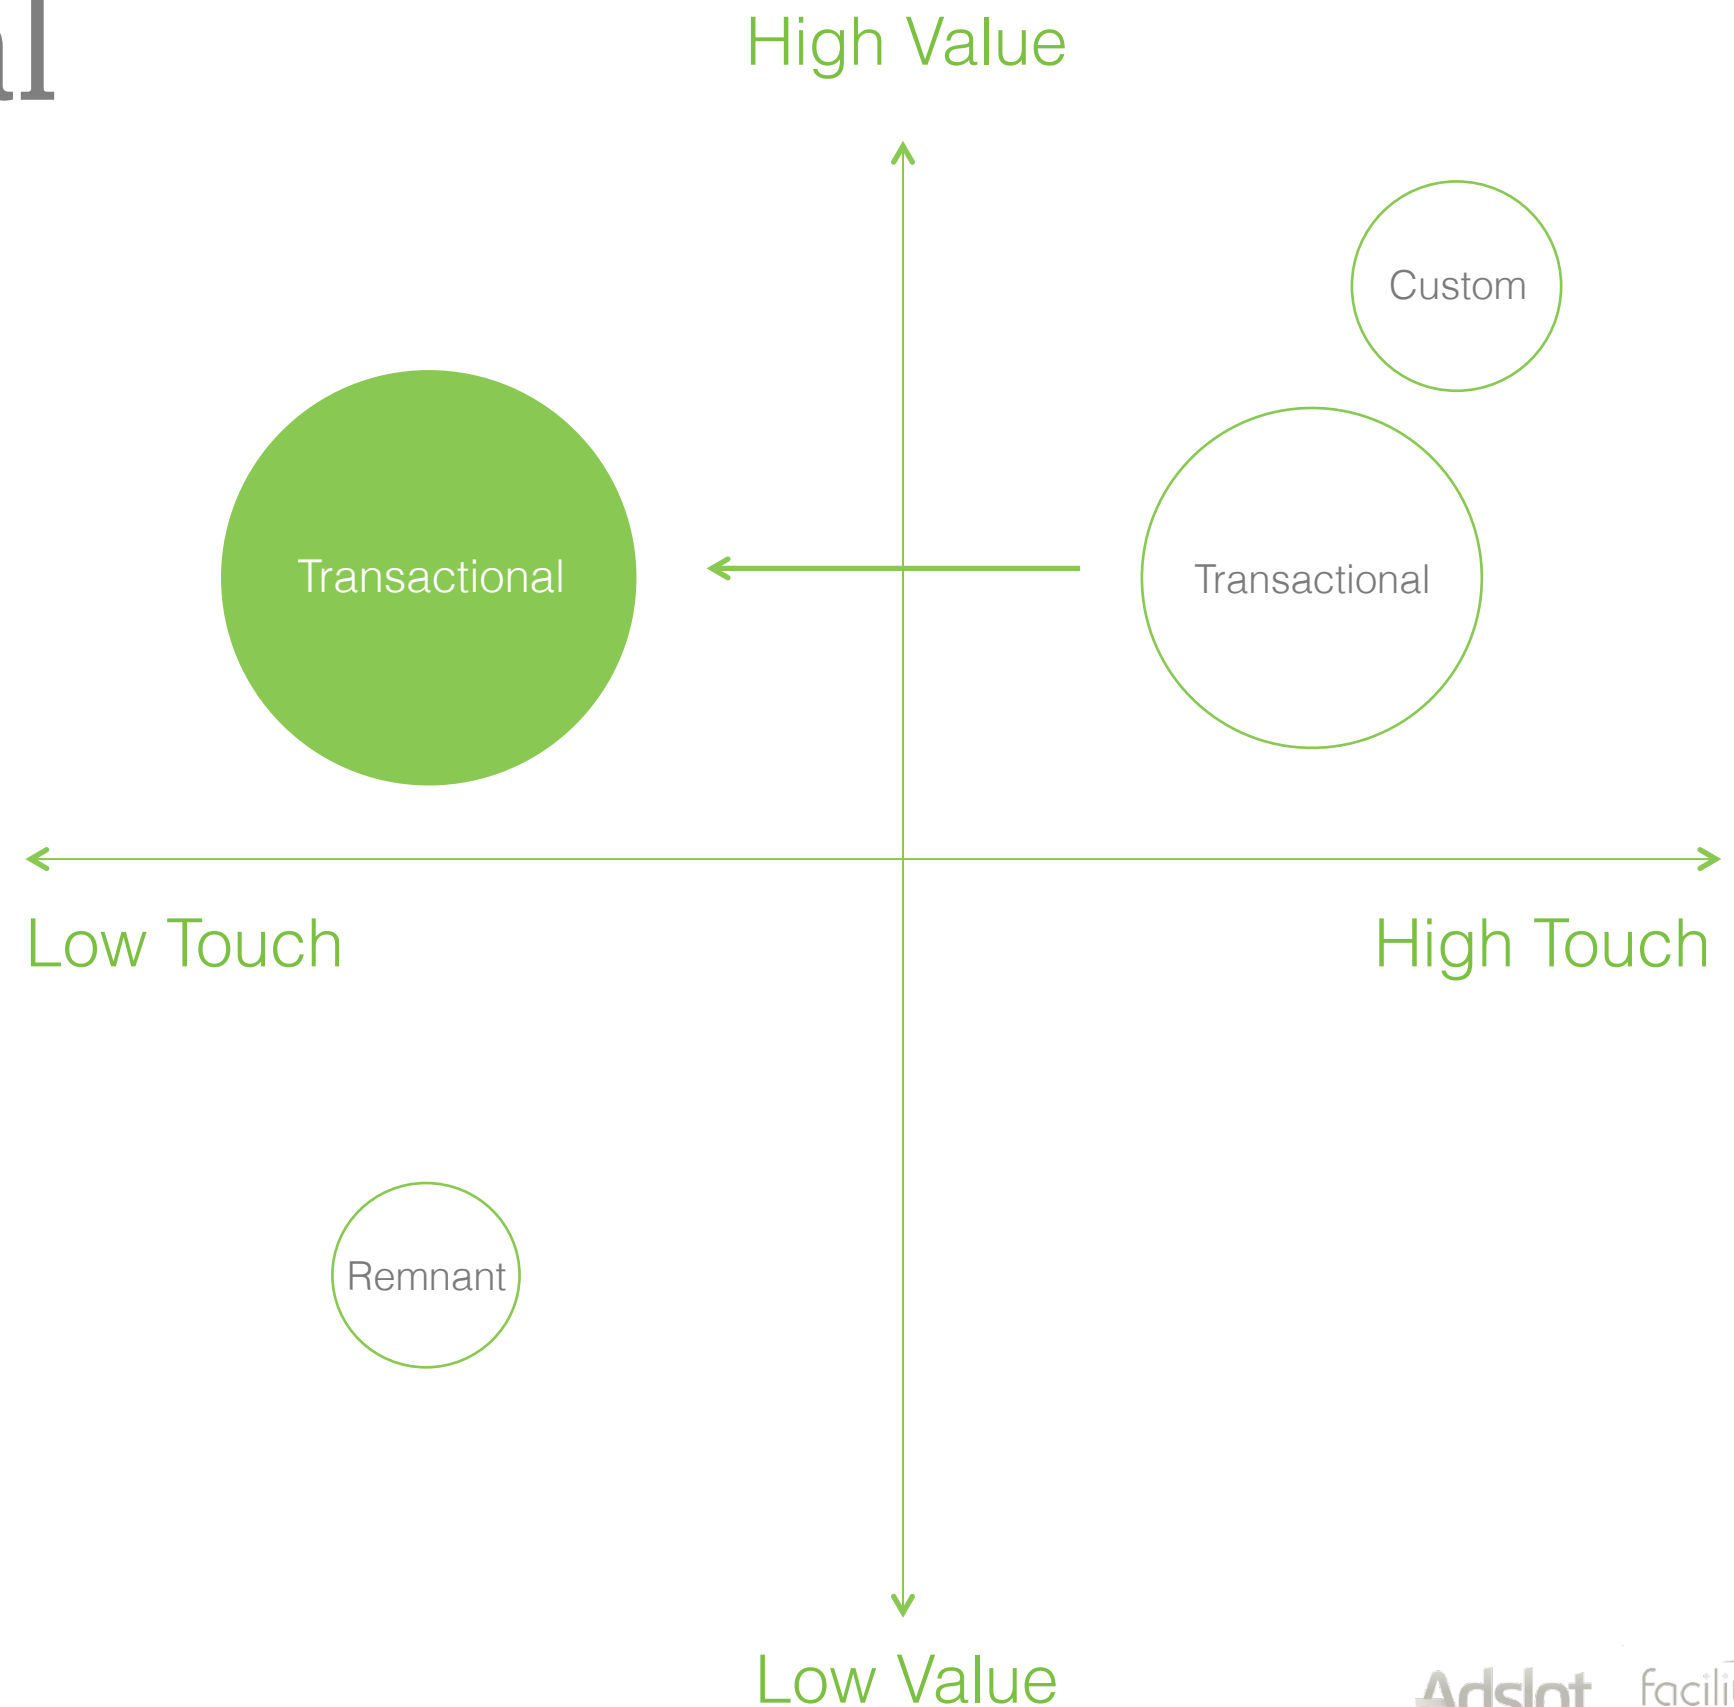 High Value
Custom
Transactional
Transactional
Low Touch
High Touch
Remnant
Low Value
Adslot